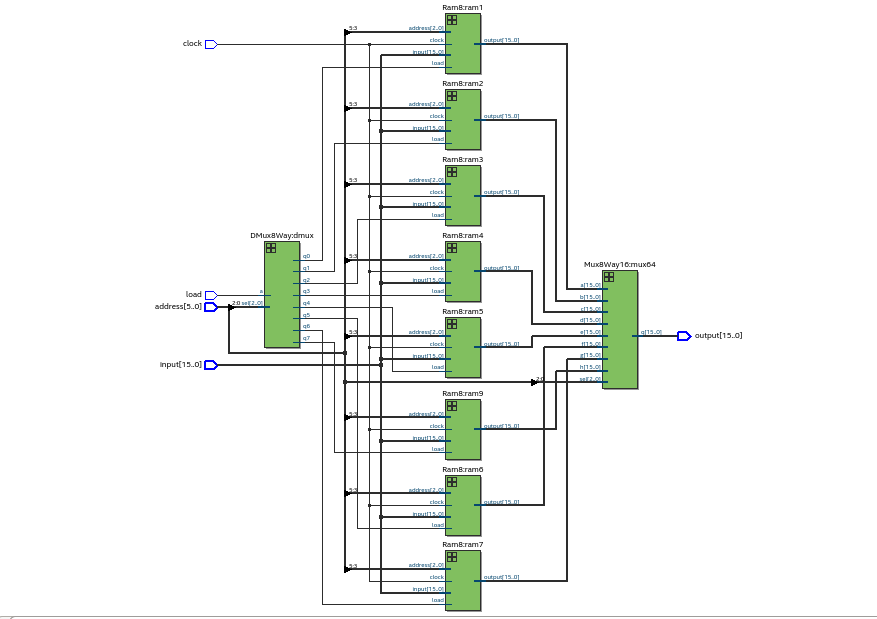 Ram8:ram1
5:3
address[2..0]
clock
clock
output[15..0]
input[15..0]
load
Ram8:ram2
5:3
address[2..0]
clock
output[15..0]
input[15..0]
load
Ram8:ram3
5:3
address[2..0]
clock
output[15..0]
input[15..0]
load
DMux8Way:dmux
Ram8:ram4
q0
5:3
address[2..0]
q1
clock
output[15..0]
q2
input[15..0]
load
a
q3
load
address[5..0]
2:0
sel[2..0]
q4
q5
q6
q7
Ram8:ram5
5:3
address[2..0]
clock
output[15..0]
input[15..0]
load
input[15..0]
Mux8Way16:mux64
a[15..0]
b[15..0]
c[15..0]
d[15..0]
e[15..0]
f[15..0]
g[15..0]
h[15..0]
2:0
sel[2..0]
q[15..0]
output[15..0]
Ram8:ram9
5:3
address[2..0]
clock
output[15..0]
input[15..0]
load
Ram8:ram6
5:3
address[2..0]
clock
output[15..0]
input[15..0]
load
Ram8:ram7
5:3
address[2..0]
clock
output[15..0]
input[15..0]
load